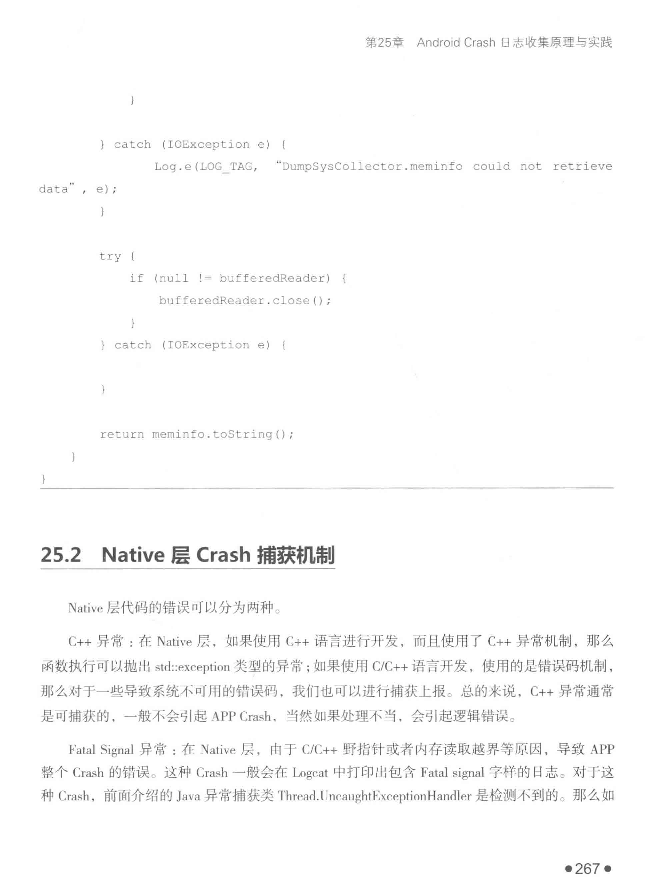 第25章 Android Crash 日志收集原理与实践
}
} catch (IOException e) {
Log.e(LOG_TAG, “DumpSysCollector.meminfo could not retrieve
data”, e);
}
try {
if (null != bufferedReader) {
bufferedReader.close();
}
} catch (IOException e) {
}
return meminfo.toString();
}
}
25.2 Native 层 Crash 捕获机制
Native 层代码的错误可以分为两种。
C++ 异常：在 Native 层，如果使用 C++ 语言进行开发，而且使用了 C++ 异常机制，那么
函数执行可以抛出 std::exception 类型的异常；如果使用 C/C++ 语言开发，使用的是错误码机制，
那么对于一些导致系统不可用的错误码，我们也可以进行捕获上报。总的来说，C++ 异常通常
是可捕获的，一般不会引起 APP Crash，当然如果处理不当，会引起逻辑错误。
Fatal Signal 异常：在 Native 层，由于 C/C++ 野指针或者内存读取越界等原因，导致 APP
整个 Crash 的错误。这种 Crash 一般会在 Logcat 中打印出包含 Fatal signal 字样的日志。对于这
种 Crash，前面介绍的 Java 异常捕获类 Thread.UncaughtExceptionHandler 是检测不到的。那么如
●267●